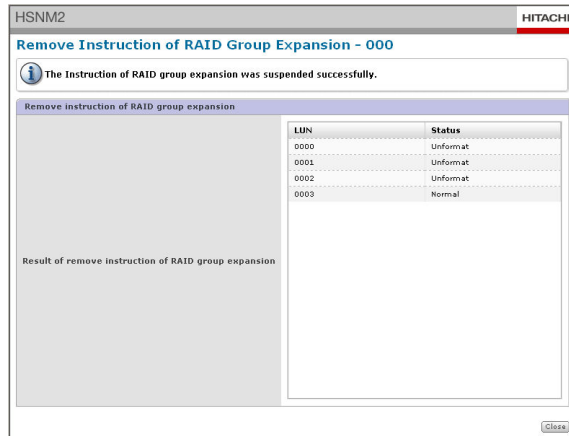 HSNM2
HITACHI
Remove Instruction of RAID Group Expansion - 000
The Instruction of RAID group expansion was suspended successfully.
Remove instruction of RAID group expansion
LUN Status
0000 Unformat
0001 Unformat
0002 Unformat
0003 Normal
Result of remove instruction of RAID group expansion
Close